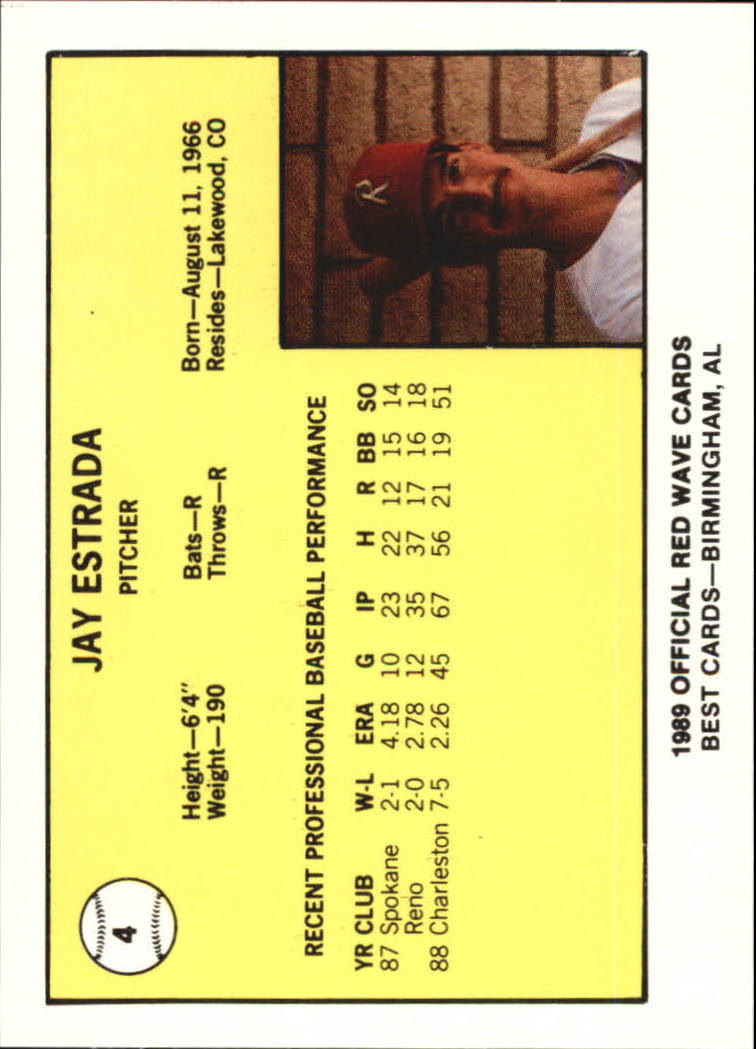 4
JAY ESTRADA
PITCHER
Height—6'4" Bats—R Born—August 11, 1966
Weight—190 Throws—R Resides—Lakewood, CO
RECENT PROFESSIONAL BASEBALL PERFORMANCE
YR CLUB W-L ERA G IP H R BB SO
87 Spokane 2-1 4.18 10 23 22 12 15 14
Reno 2-0 2.78 12 35 37 17 16 18
88 Charleston 7-5 2.26 45 67 56 21 19 51
R
1989 OFFICIAL RED WAVE CARDS
BEST CARDS—BIRMINGHAM, AL